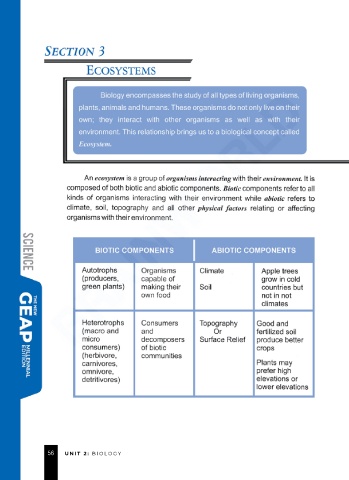 SECTION 3
ECOSYSTEMS
Biology encompasses the study of all types of living organisms,
plants, animals and humans. These organisms do not only live on their
own; they interact with other organisms as well as with their
environment. This relationship brings us to a biological concept called
Ecosystem.
An ecosystem is a group of organisms interacting with their environment. It is
composed of both biotic and abiotic components. Biotic components refer to all
kinds of organisms interacting with their environment while abiotic refers to
climate, soil, topography and all other physical factors relating or affecting
organisms with their environment.
BIOTIC COMPONENTS
ABIOTIC COMPONENTS
Autotrophs
(producers,
green plants)
Organisms
capable of
making their
own food
Climate
Soil
Apple trees
grow in cold
countries but
not in not
climates
Heterotrophs
(macro and
micro
consumers)
(herbivore,
carnivores,
omnivore,
detritivores)
Consumers
and
decomposers
of biotic
communities
Topography
Or
Surface Relief
Good and
fertilized soil
produce better
crops
Plants may
prefer high
elevations or
lower elevations
SCIENCE
THE NEW
GEAP
MILLENNIAL
EDITION
56
UNIT 2: BIOLOGY